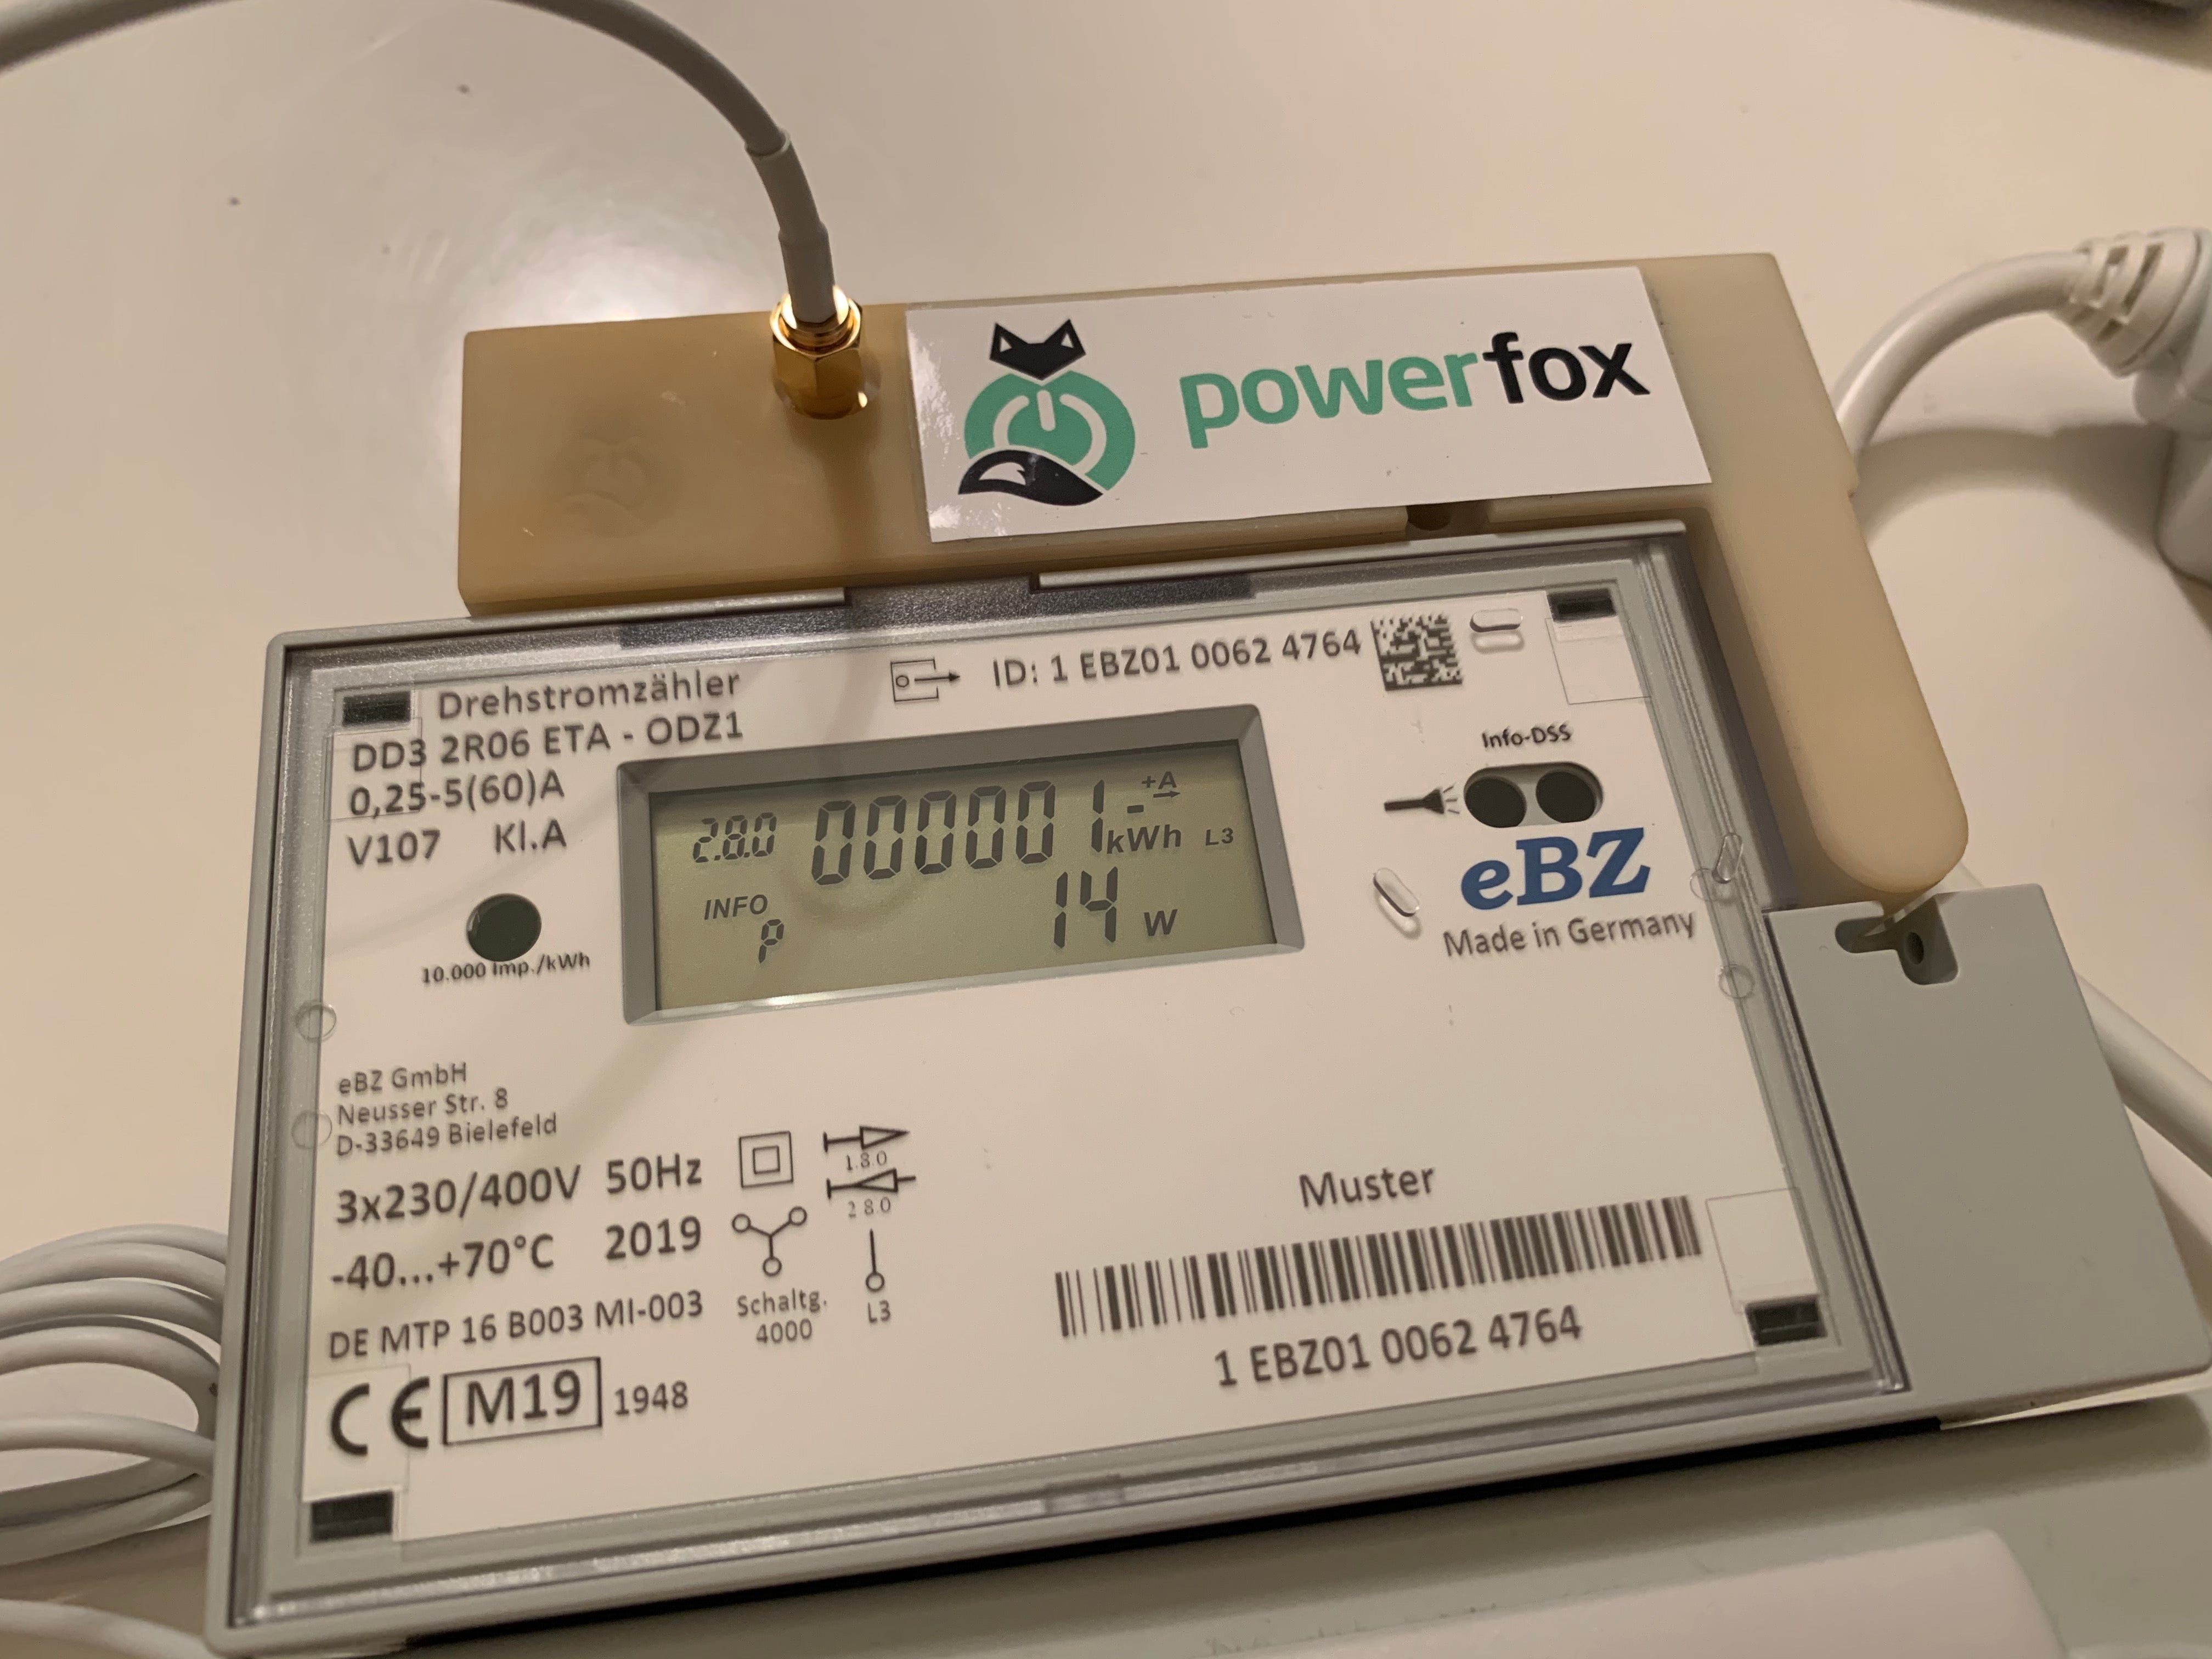 powerfox
Drehstromzähler
DD3 2R06 ETA - ODZ1
0,25-5(60)A
V107 Kl.A
10.000 Imp./kWh
ID: 1 EBZ01 0062 4764
2.8.0 000001 kWh +A L3
INFO
P 14 W
Info-DSS
eBZ
Made in Germany
eBZ GmbH
Neusser Str. 8
D-33649 Bielefeld
3x230/400V 50Hz
-40...+70°C 2019
DE MTP 16 B003 MI-003
CE M19 1948
1.8.0
2.8.0
Schaltg.
4000
L3
Muster
1 EBZ01 0062 4764